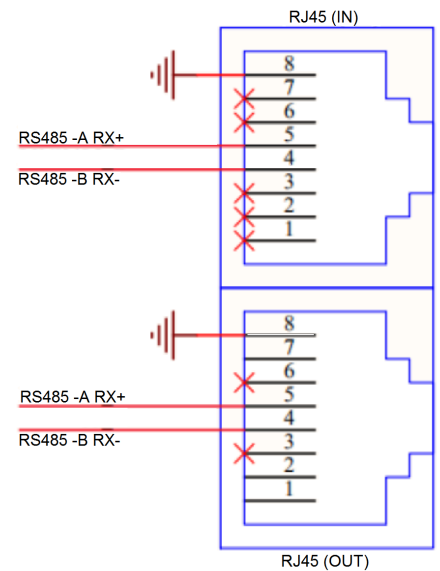 RJ45 (IN)
8
7
6
RS485 -A RX+ 5
4
RS485 -B RX- 3
2
1
8
7
6
RS485 -A RX+ 5
4
RS485 -B RX- 3
2
1
RJ45 (OUT)